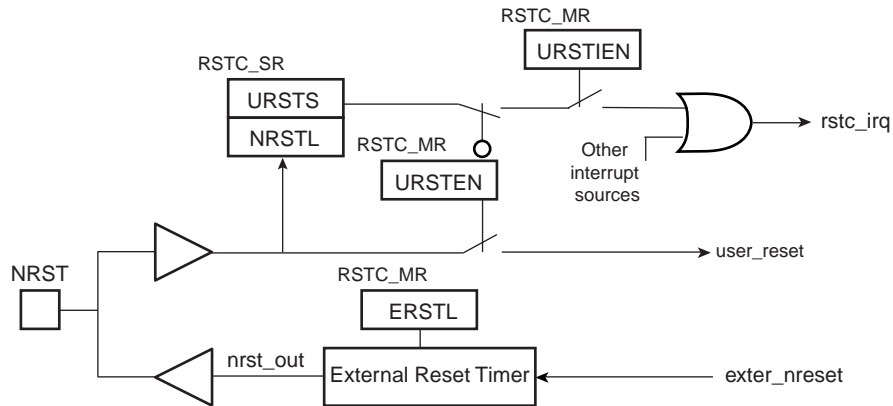 RSTC_MR
URSTIEN
RSTC_SR
URSTS
NRSTL
RSTC_MR
URSTEN
rstc_irq
Other
interrupt
sources
user_reset
NRST
RSTC_MR
ERSTL
nrst_out
External Reset Timer
exter_nreset